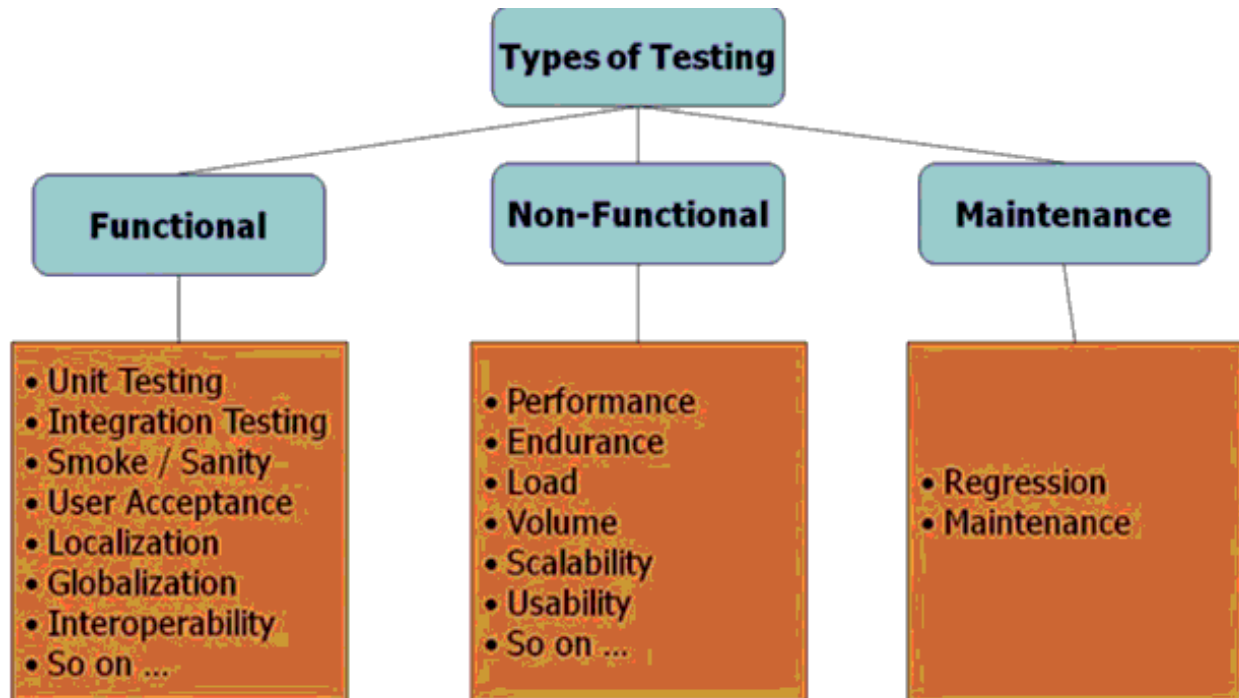 Types of Testing
Functional
Non-Functional
Maintenance
• Unit Testing
• Integration Testing
• Smoke / Sanity
• User Acceptance
• Localization
• Globalization
• Interoperability
• So on ...
• Performance
• Endurance
• Load
• Volume
• Scalability
• Usability
• So on ...
• Regression
• Maintenance